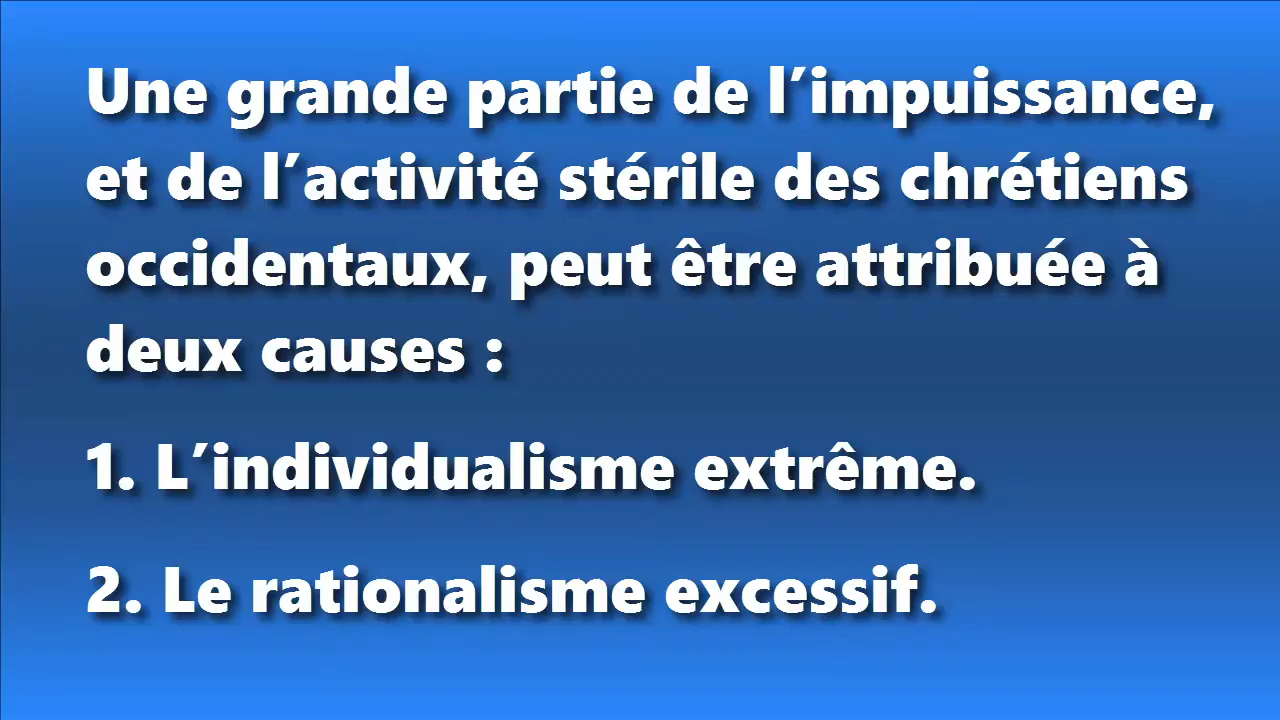 Une grande partie de l’impuissance,
et de l’activité stérile des chrétiens
occidentaux, peut être attribuée à
deux causes :
1. L’individualisme extrême.
2. Le rationalisme excessif.